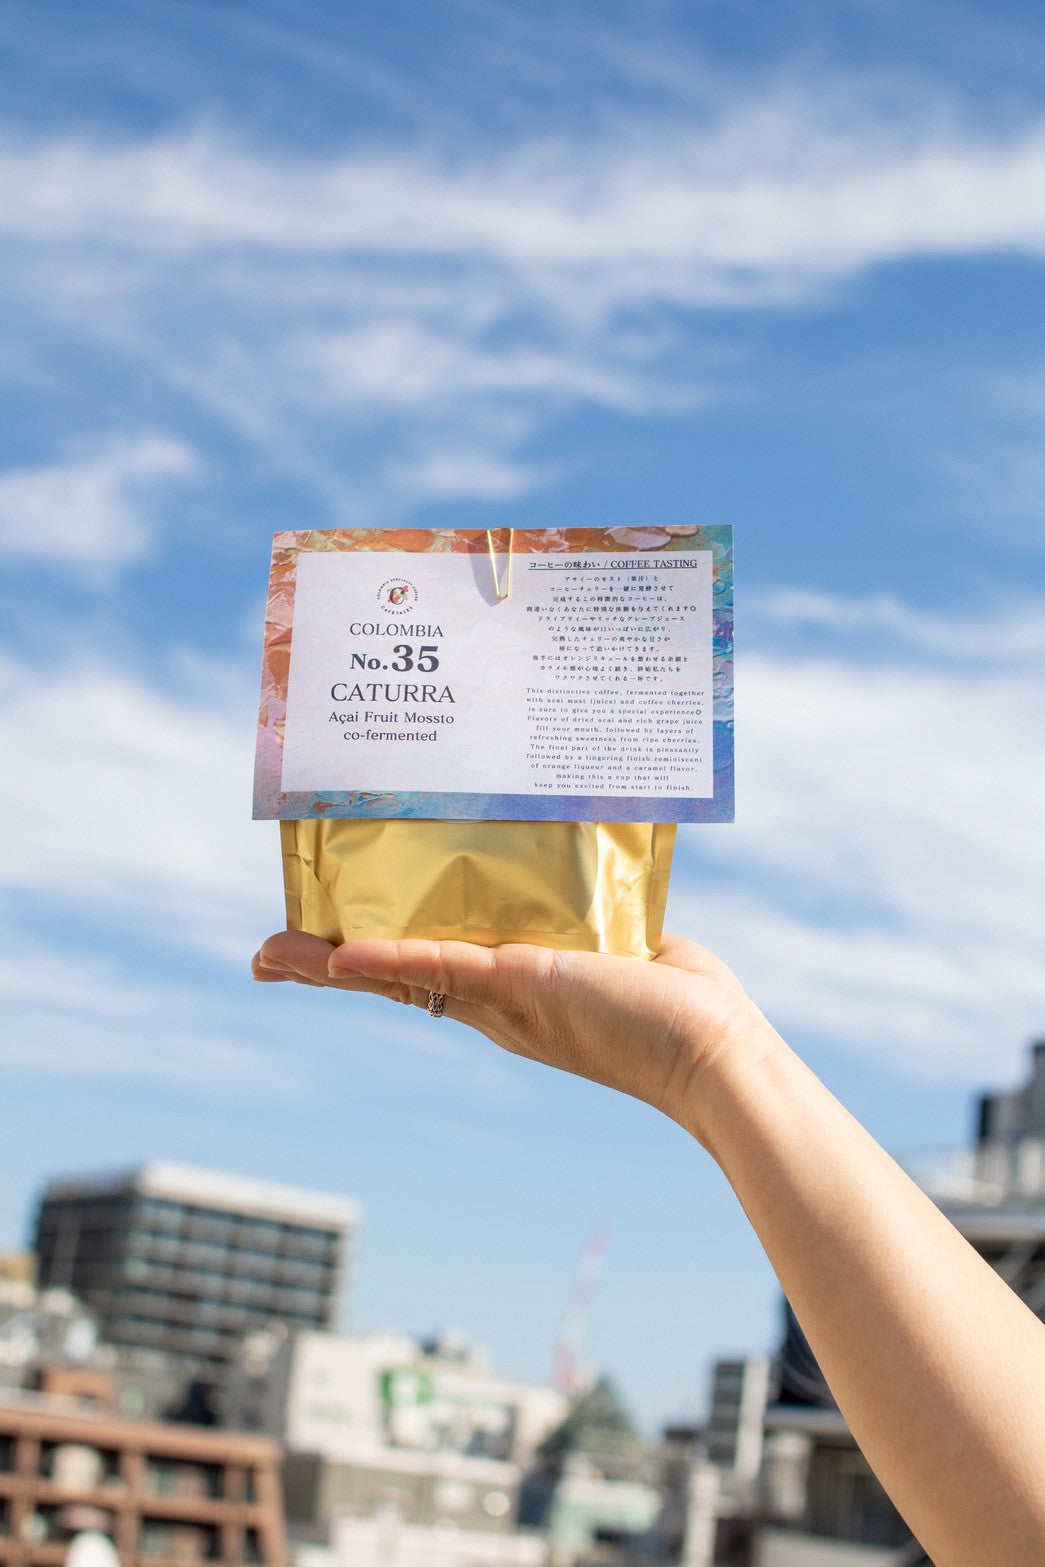 COLOMBIA SPECIALTY COFFEE
CAFETALES
COLOMBIA
No.35
CATURRA
Açai Fruit Mossto
co-fermented
コーヒーの味わい / COFFEE TASTING
アサイーのモスト（果汁）と
コーヒーチェリーを一緒に発酵させて
完成するこの特徴的なコーヒーは、
間違いなくあなたに特別な体験を与えてくれます◎
ドライアサイーやリッチなグレープジュース
のような風味が口いっぱいに広がり、
完熟したチェリーの爽やかな甘さが
層になって追いかけてきます。
後半にはオレンジリキュールを思わせる余韻と
カラメル感が心地よく続き、終始私たちを
ワクワクさせてくれる一杯です。
This distinctive coffee, fermented together
with acai must (juice) and coffee cherries,
is sure to give you a special experience◎
Flavors of dried acai and rich grape juice
fill your mouth, followed by layers of
refreshing sweetness from ripe cherries.
The final part of the drink is pleasantly
followed by a lingering finish reminiscent
of orange liqueur and a caramel flavor,
making this a cup that will
keep you excited from start to finish.